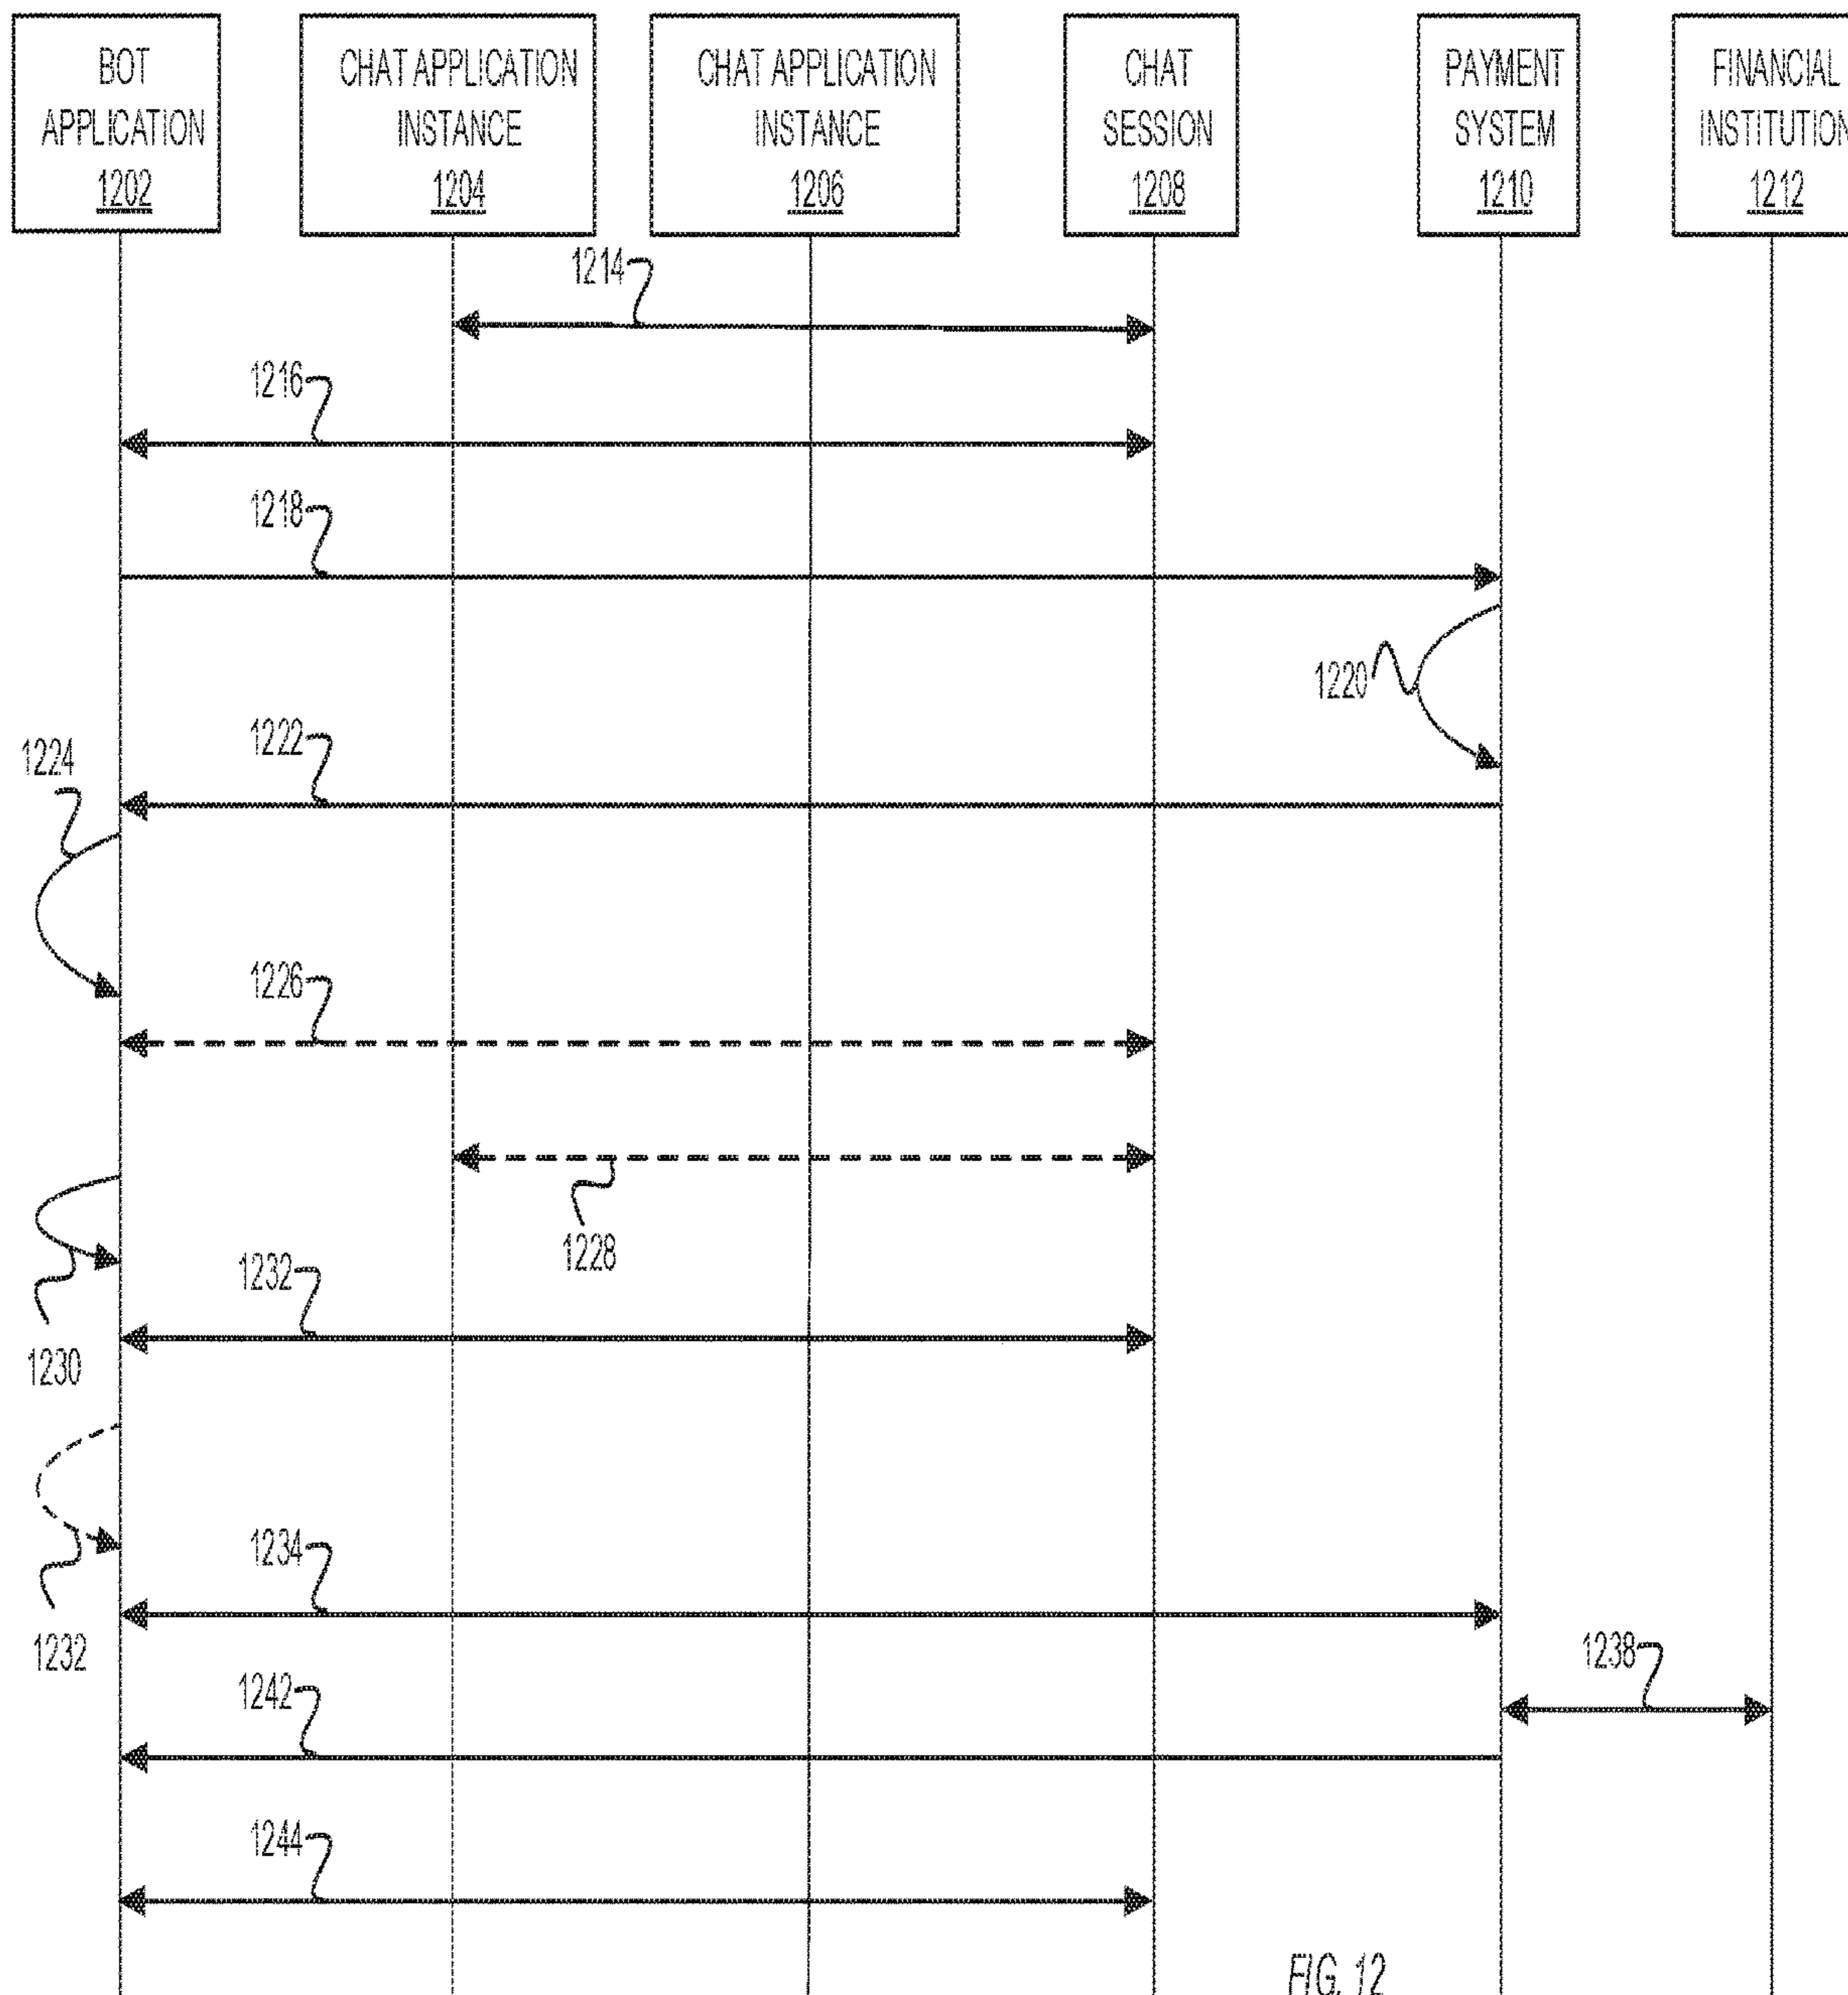 BOT
APPLICATION
1202
CHAT APPLICATION
INSTANCE
1204
CHAT APPLICATION
INSTANCE
1206
CHAT
SESSION
1208
PAYMENT
SYSTEM
1210
FINANCIAL
INSTITUTION
1212
1214
1216
1218
1220
1222
1224
1226
1228
1232
1230
1234
1232
1238
1242
1244
FIG. 12